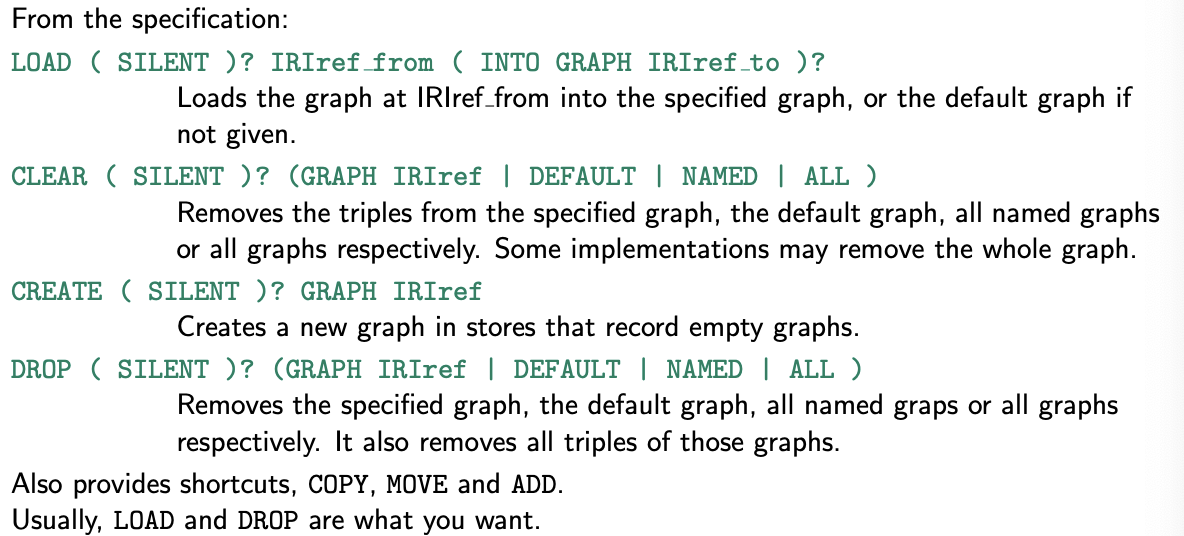 From the specification:
LOAD ( SILENT )? IRIref_from ( INTO GRAPH IRIref_to )?
Loads the graph at IRIref_from into the specified graph, or the default graph if
not given.
CLEAR ( SILENT )? (GRAPH IRIref | DEFAULT | NAMED | ALL )
Removes the triples from the specified graph, the default graph, all named graphs
or all graphs respectively. Some implementations may remove the whole graph.
CREATE ( SILENT )? GRAPH IRIref
Creates a new graph in stores that record empty graphs.
DROP ( SILENT )? (GRAPH IRIref | DEFAULT | NAMED | ALL )
Removes the specified graph, the default graph, all named graps or all graphs
respectively. It also removes all triples of those graphs.
Also provides shortcuts, COPY, MOVE and ADD.
Usually, LOAD and DROP are what you want.